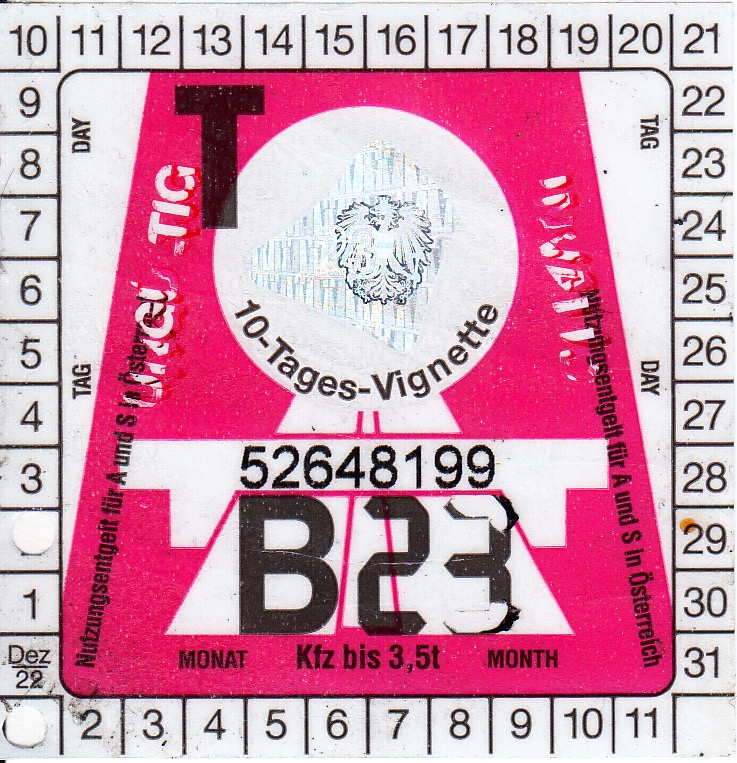 10 11 12 13 14 15 16 17 18 19 20 21
9 22
DAY TAG
T
8 23
TIG
7 24
6 25
10-Tages-Vignette
5 26
TAG DAY
4 27
Nutzungsentgelt für A und S in Österreich
Nutzungsentgelt für A und S in Österreich
52648199
3 28
B23
29
1 30
MONAT Kfz bis 3,5t MONTH
Dez 31
22
2 3 4 5 6 7 8 9 10 11